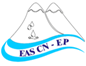 EAS CN - EP